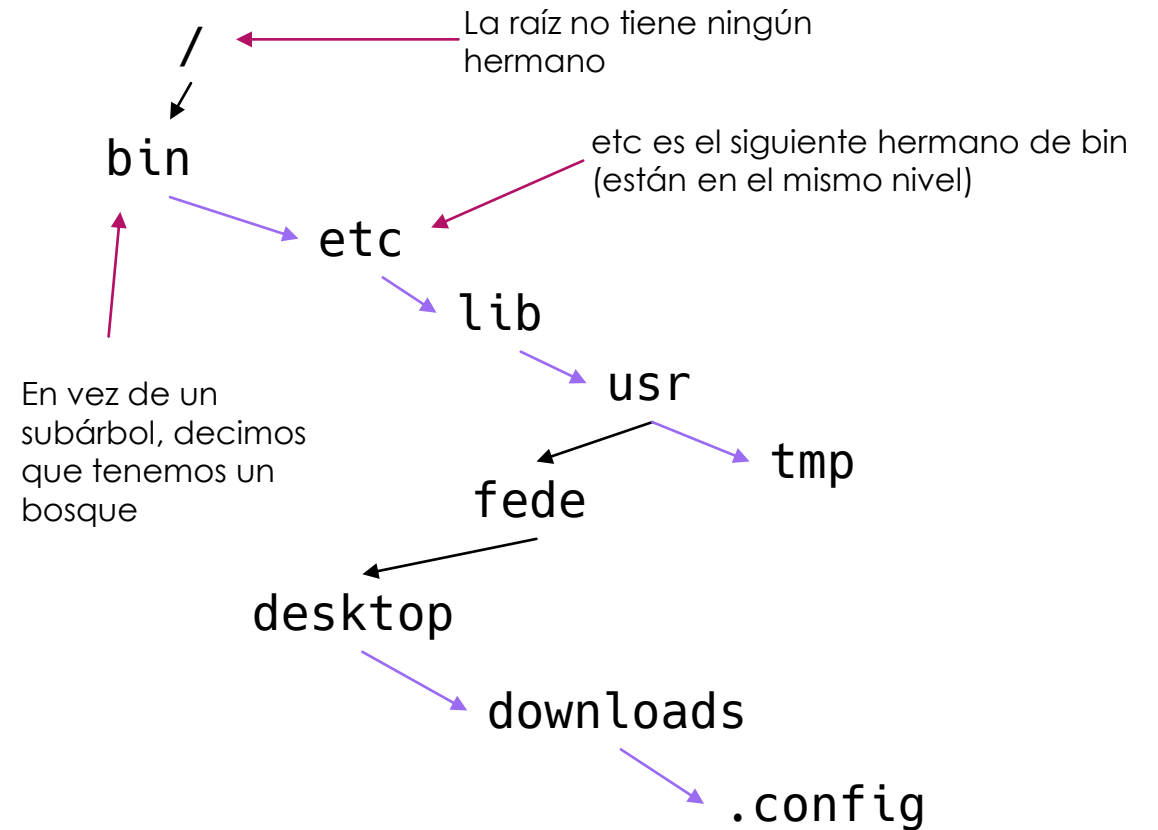 /
La raíz no tiene ningún
hermano
bin
etc es el siguiente hermano de bin
(están en el mismo nivel)
etc
lib
usr
En vez de un
subárbol, decimos
que tenemos un
bosque
tmp
fede
desktop
downloads
.config